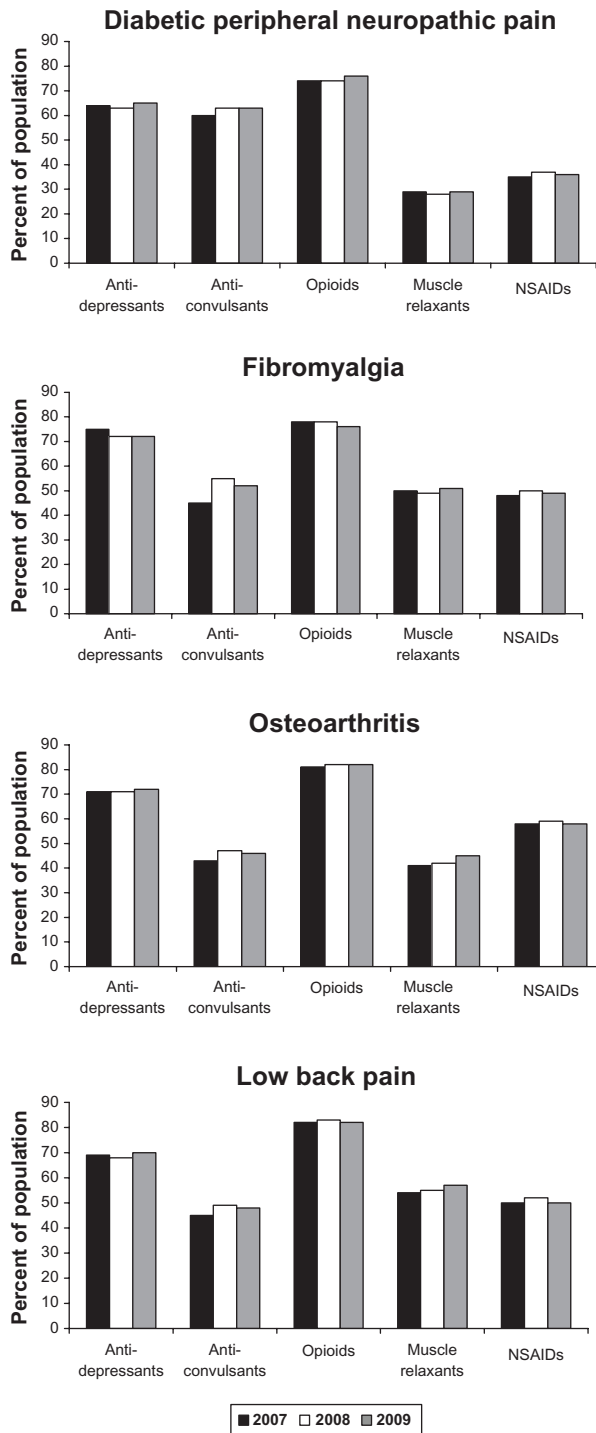 Diabetic peripheral neuropathic pain
Percent of population
90
80
70
60
50
40
30
20
10
0
Anti-
depressants
Anti-
convulsants
Opioids
Muscle
relaxants
NSAIDs
Fibromyalgia
Percent of population
90
80
70
60
50
40
30
20
10
0
Anti-
depressants
Anti-
convulsants
Opioids
Muscle
relaxants
NSAIDs
Osteoarthritis
Percent of population
90
80
70
60
50
40
30
20
10
0
Anti-
depressants
Anti-
convulsants
Opioids
Muscle
relaxants
NSAIDs
Low back pain
Percent of population
90
80
70
60
50
40
30
20
10
0
Anti-
depressants
Anti-
convulsants
Opioids
Muscle
relaxants
NSAIDs
2007 2008 2009